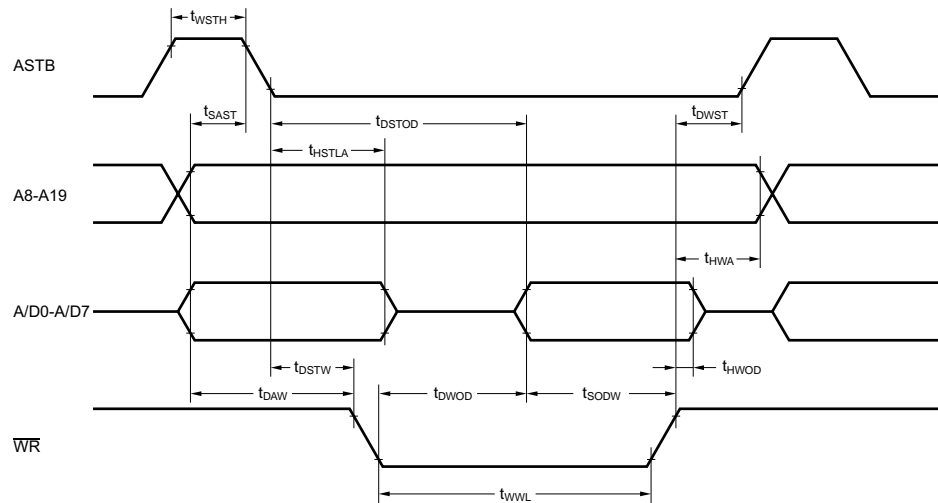 tWSTH
ASTB
tSAST
tDSTOD
tDWST
tHSTLA
A8-A19
tHWA
A/D0-A/D7
tDSTW
tHWOD
tDAW
tDWOD
tSODW
WR
tWWL